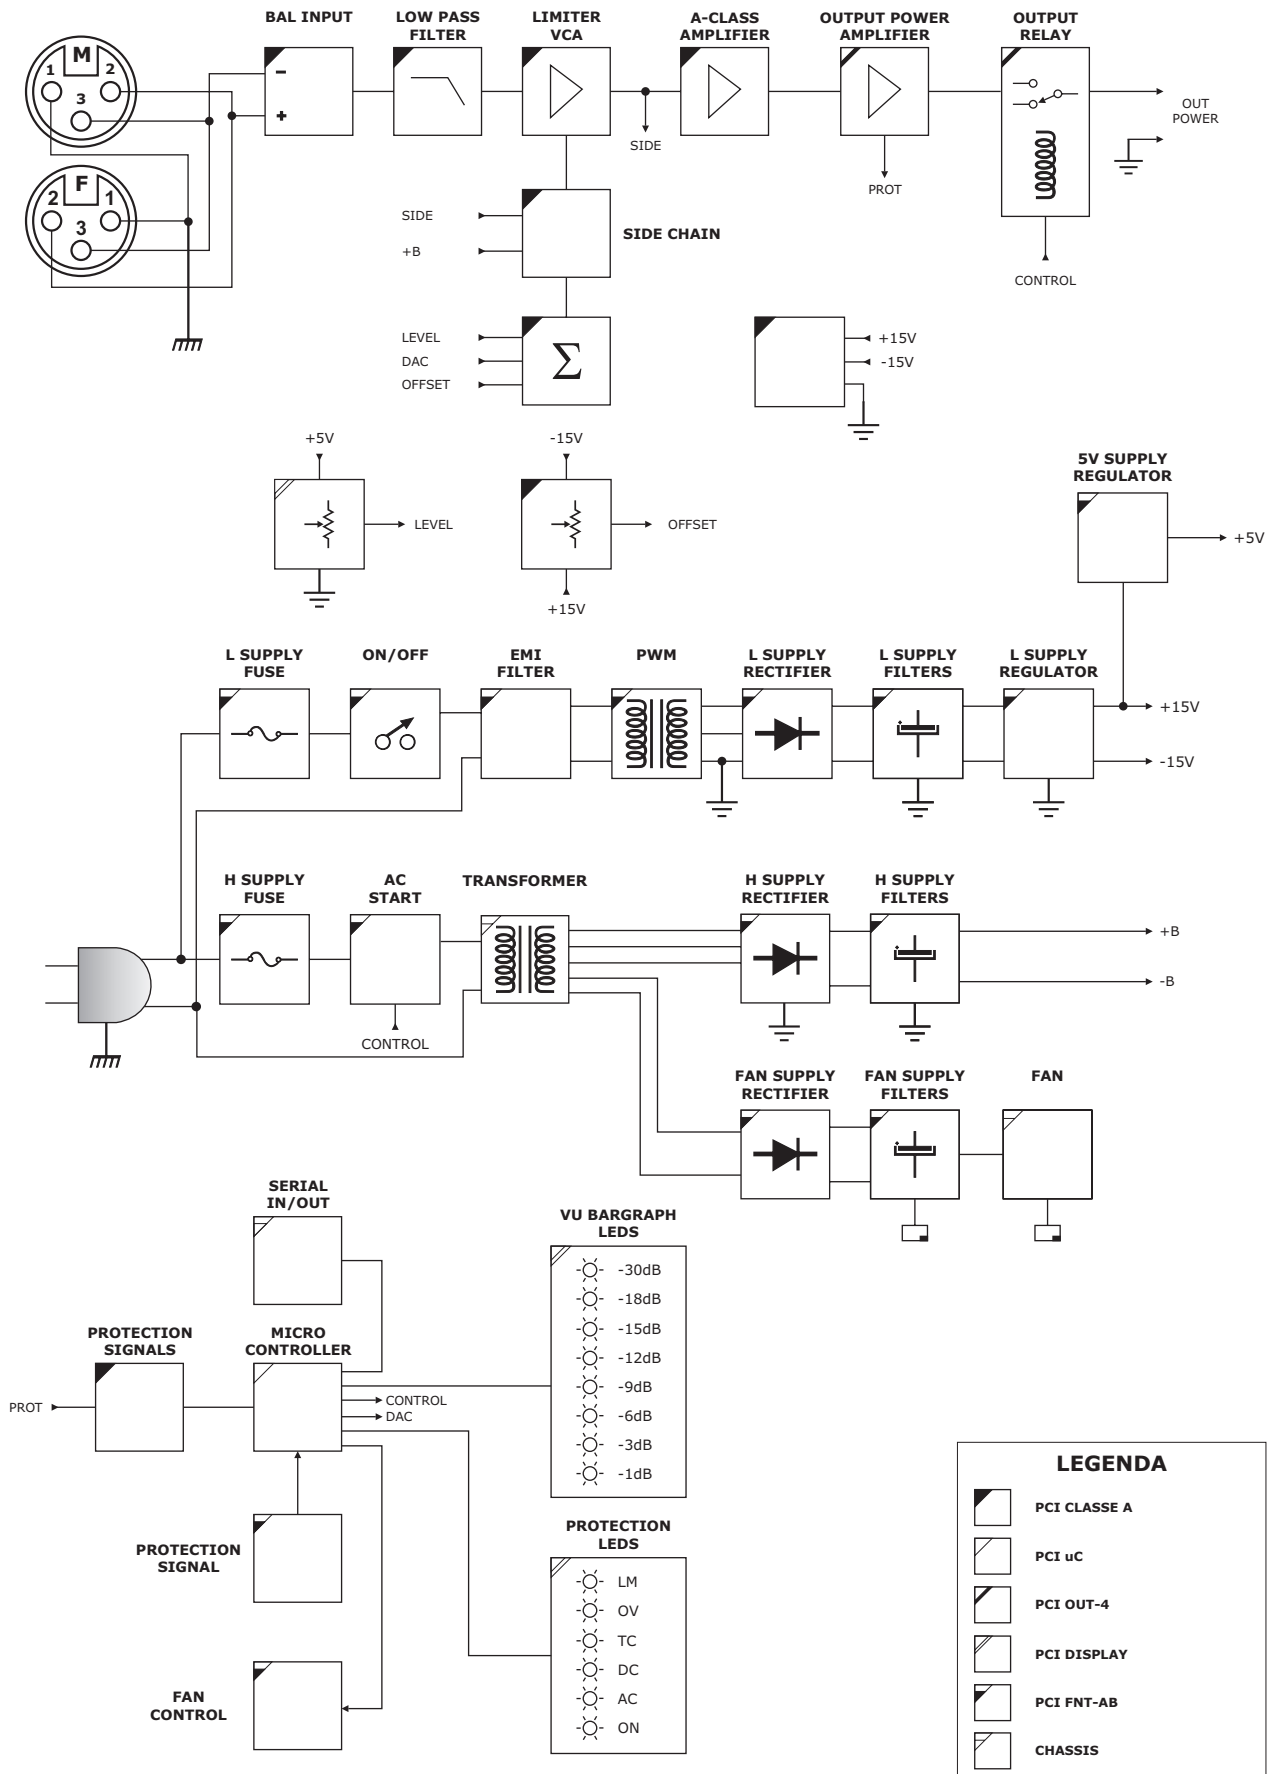 BAL INPUT
LOW PASS
FILTER
LIMITER
VCA
A-CLASS
AMPLIFIER
OUTPUT POWER
AMPLIFIER
OUTPUT
RELAY
M
1
2
3
-
+
SIDE
PROT
OUT
POWER
F
2
1
3
SIDE
+B
SIDE CHAIN
CONTROL
LEVEL
DAC
OFFSET
Σ
+15V
-15V
+5V
LEVEL
-15V
OFFSET
+15V
5V SUPPLY
REGULATOR
+5V
L SUPPLY
FUSE
ON/OFF
EMI
FILTER
PWM
L SUPPLY
RECTIFIER
L SUPPLY
FILTERS
L SUPPLY
REGULATOR
+
+15V
-15V
H SUPPLY
FUSE
AC
START
TRANSFORMER
H SUPPLY
RECTIFIER
H SUPPLY
FILTERS
+
+B
-B
CONTROL
FAN SUPPLY
RECTIFIER
FAN SUPPLY
FILTERS
FAN
+
SERIAL
IN/OUT
VU BARGRAPH
LEDS
-30dB
-18dB
-15dB
-12dB
-9dB
-6dB
-3dB
-1dB
PROTECTION
SIGNALS
MICRO
CONTROLLER
PROT
CONTROL
DAC
PROTECTION
SIGNAL
FAN
CONTROL
PROTECTION
LEDS
LM
OV
TC
DC
AC
ON
LEGENDA
PCI CLASSE A
PCI uC
PCI OUT-4
PCI DISPLAY
PCI FNT-AB
CHASSIS